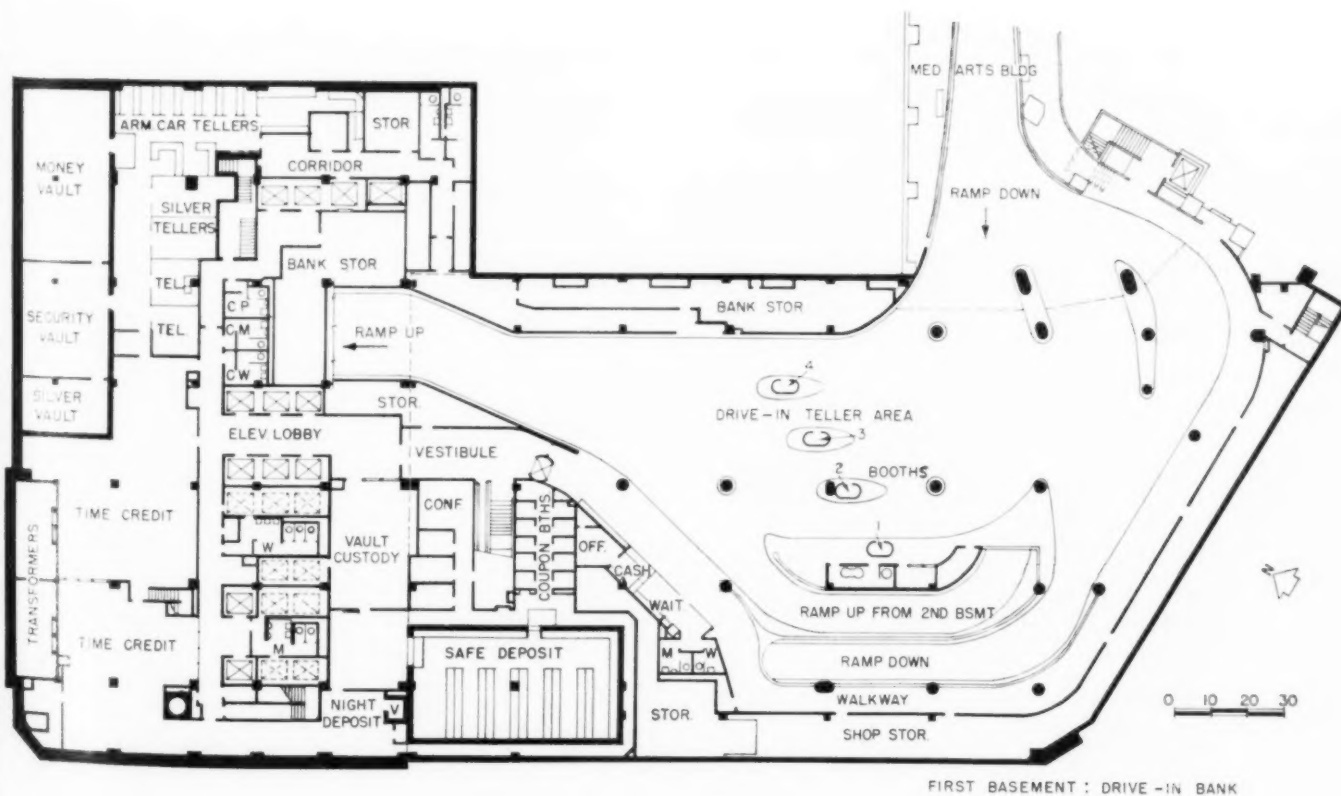 MED ARTS BLDG
ARM CAR TELLERS
STOR
MONEY
VAULT
CORRIDOR
RAMP DOWN
SILVER
TELLERS
BANK STOR
TEL.
TEL.
SECURITY
VAULT
CP
CM
CW
BANK STOR
RAMP UP
SILVER
VAULT
STOR.
4
DRIVE-IN TELLER AREA
3
ELEV LOBBY
VESTIBULE
2
BOOTHS
CONF
TIME CREDIT
W
VAULT
CUSTODY
COUPON BTHS
OFF.
1
CASH
TRANSFORMERS
WAIT
RAMP UP FROM 2ND BSMT
N
TIME CREDIT
M
SAFE DEPOSIT
M
W
RAMP DOWN
NIGHT
DEPOSIT
V
STOR.
WALKWAY
SHOP STOR.
0 10 20 30
FIRST BASEMENT : DRIVE-IN BANK